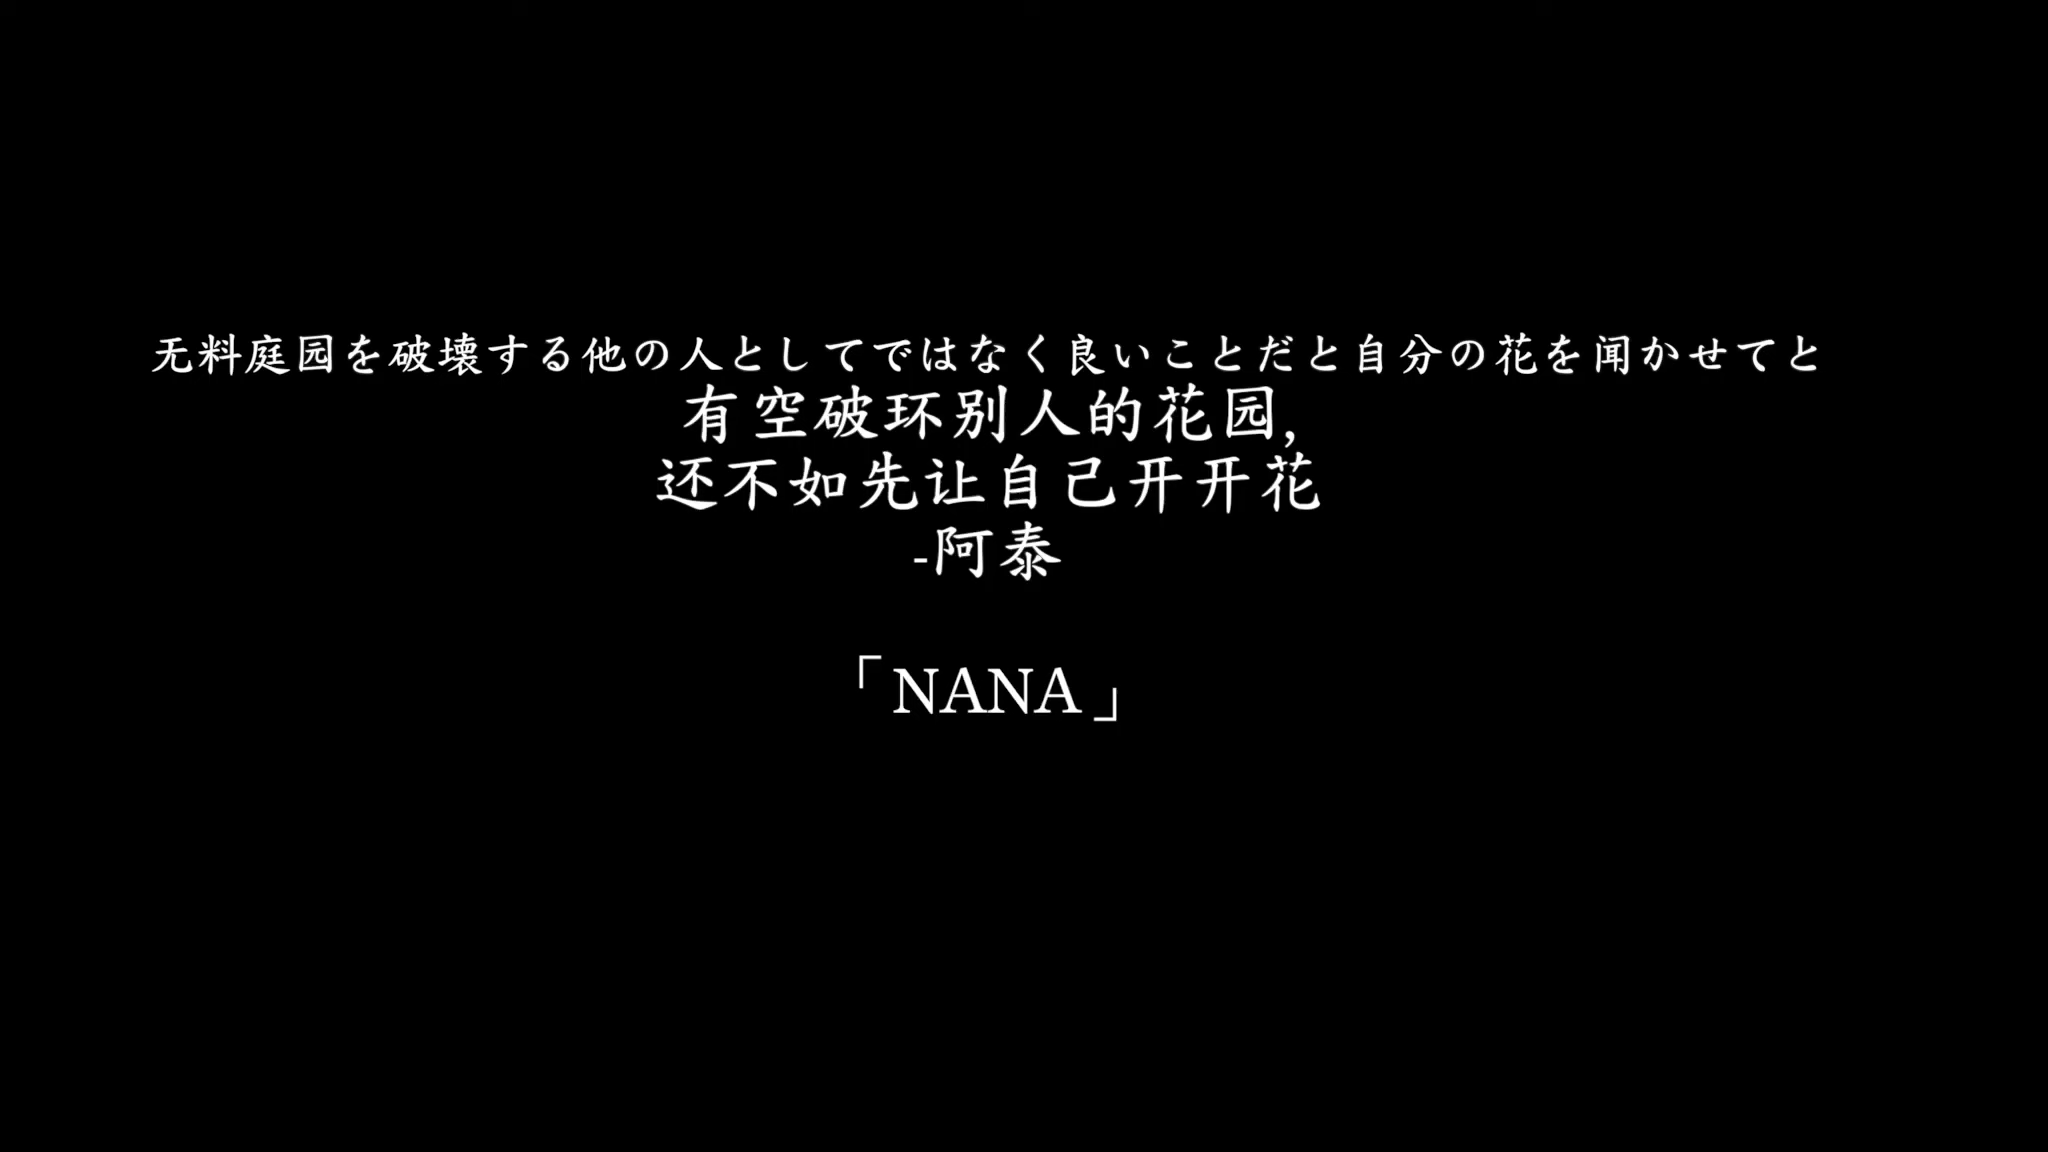 无料庭园を破壊する他の人としてではなく良いことだと自分の花を闻かせてと
有空破环别人的花园,
还不如先让自己开开花
-阿泰
「NANA」